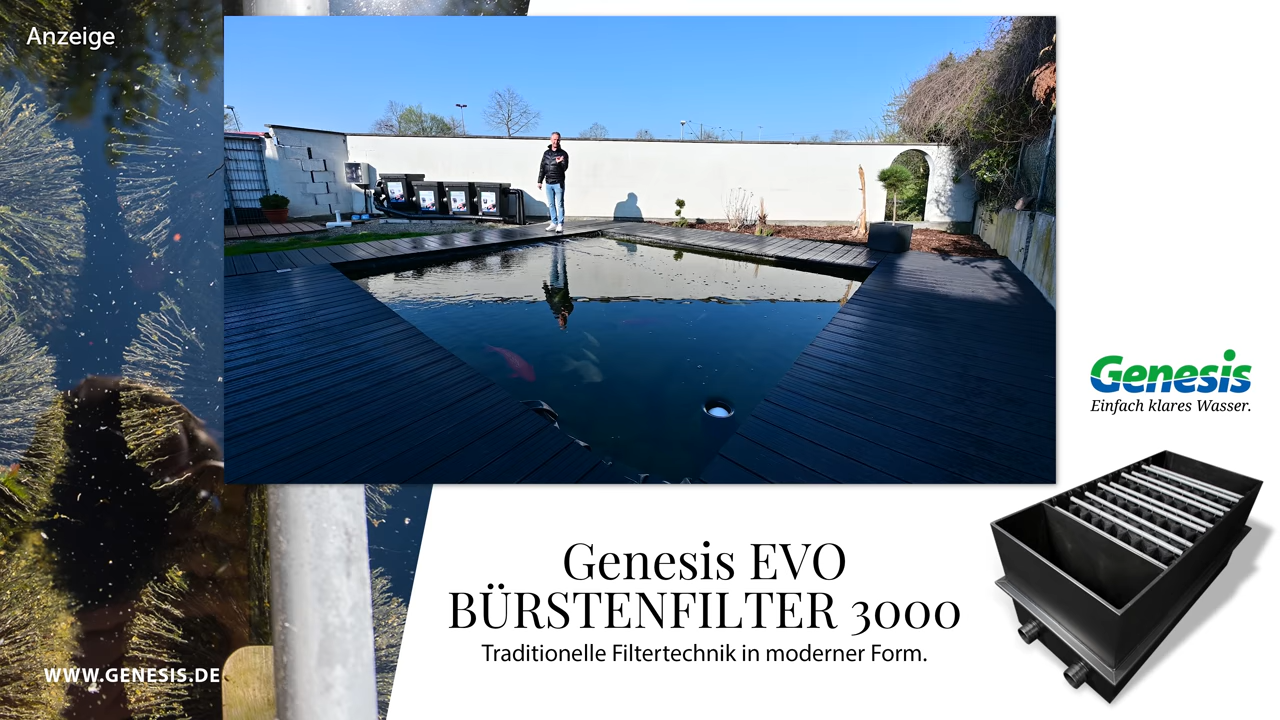 Anzeige
Genesis
Einfach klares Wasser.
Genesis EVO
BÜRSTENFILTER 3000
Traditionelle Filtertechnik in moderner Form.
WWW.GENESIS.DE